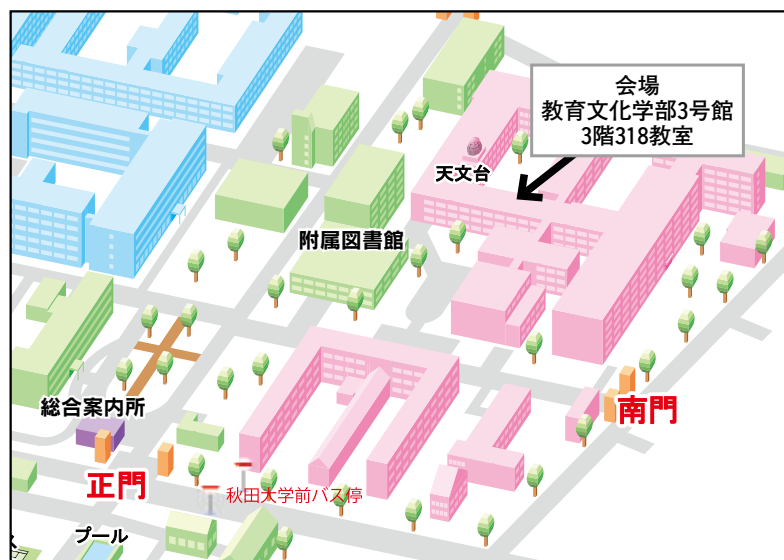 会場
教育文化学部3号館
3階318教室
天文台
附属図書館
総合案内所
南門
正門
秋田大学前バス停
プール